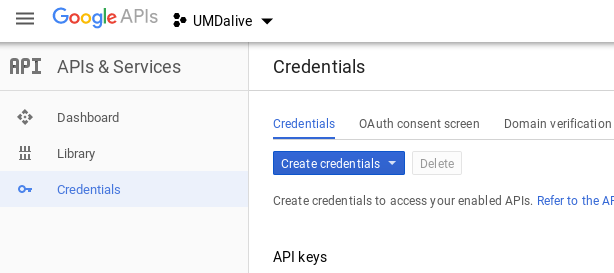 Google APIs UMDalive
API APIs & Services
Credentials
Dashboard
Library
Credentials
Credentials OAuth consent screen Domain verification
Create credentials Delete
Create credentials to access your enabled APIs. Refer to the
API keys